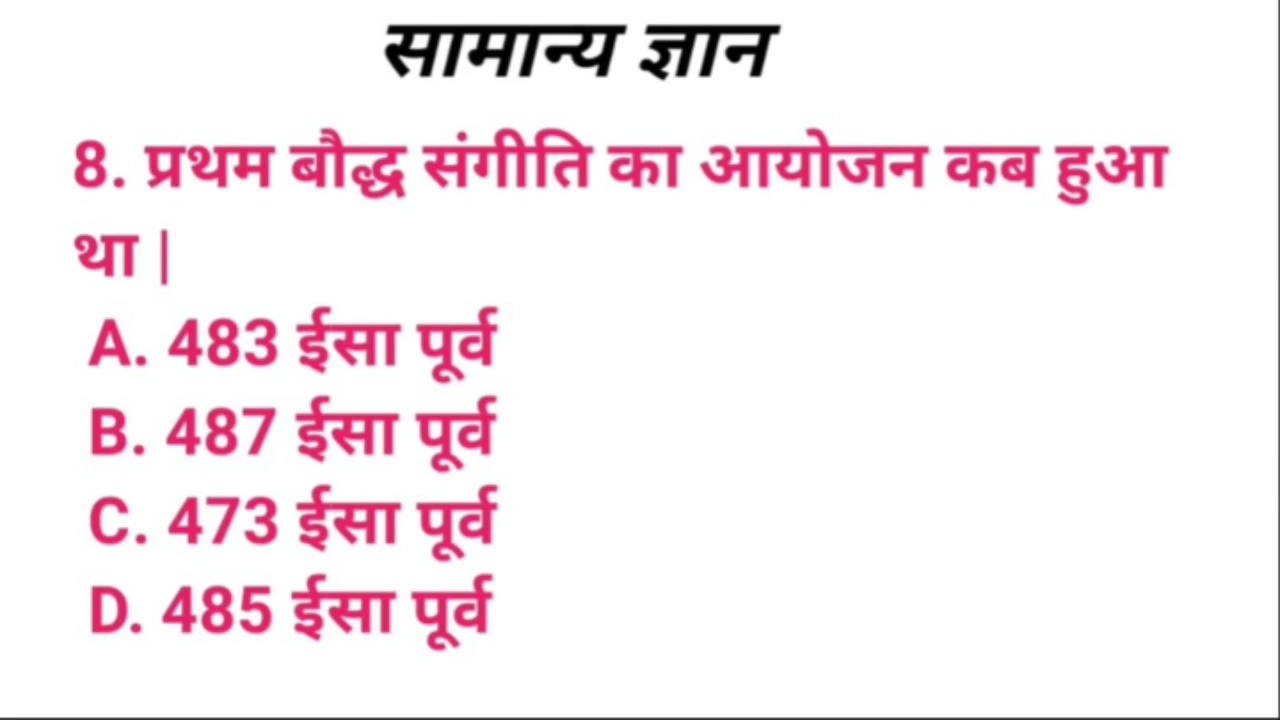 सामान्य ज्ञान
8. प्रथम बौद्ध संगीति का आयोजन कब हुआ
था |
A. 483 ईसा पूर्व
B. 487 ईसा पूर्व
C. 473 ईसा पूर्व
D. 485 ईसा पूर्व